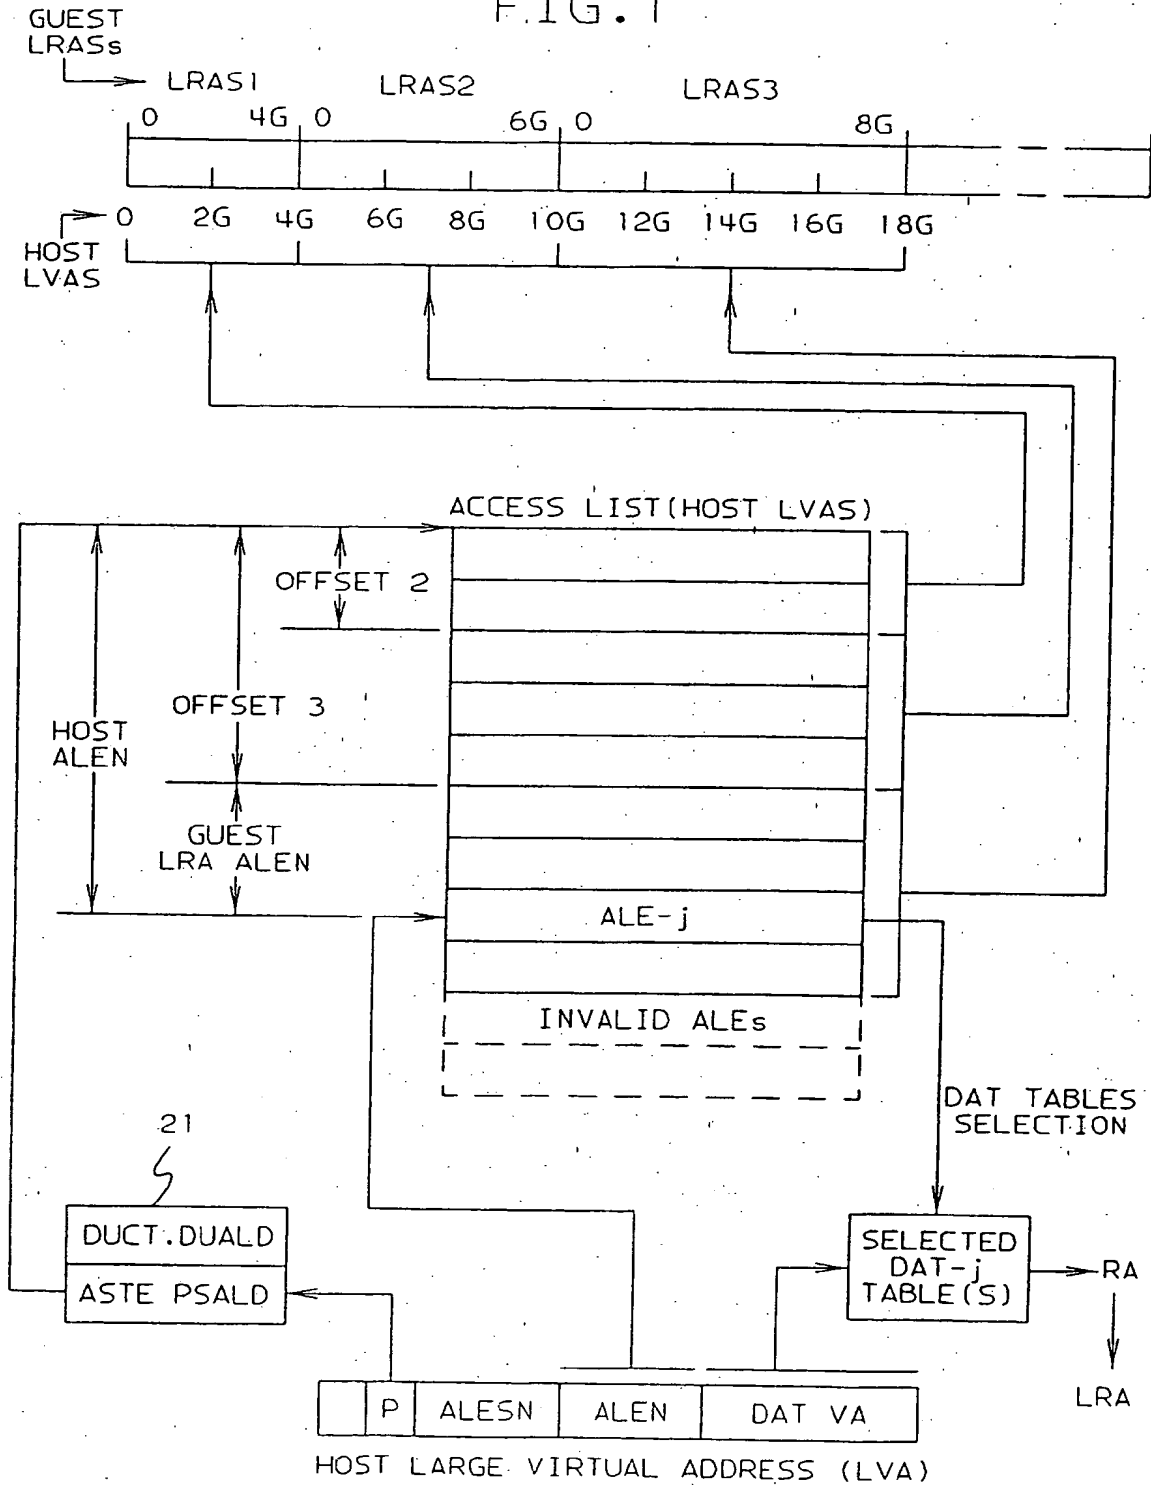 FIG. 1
GUEST
LRASs
LRAS1 LRAS2 LRAS3
0 4G 0 6G 0 8G
0 2G 4G 6G 8G 10G 12G 14G 16G 18G
HOST
LVAS
ACCESS LIST(HOST LVAS)
OFFSET 2
OFFSET 3
HOST
ALEN
GUEST
LRA ALEN
ALE-j
INVALID ALEs
DAT TABLES
SELECTION
21
DUCT.DUALD
ASTE PSALD
SELECTED
DAT-j
TABLE(S)
RA
LRA
P ALESN ALEN DAT VA
HOST LARGE VIRTUAL ADDRESS (LVA)